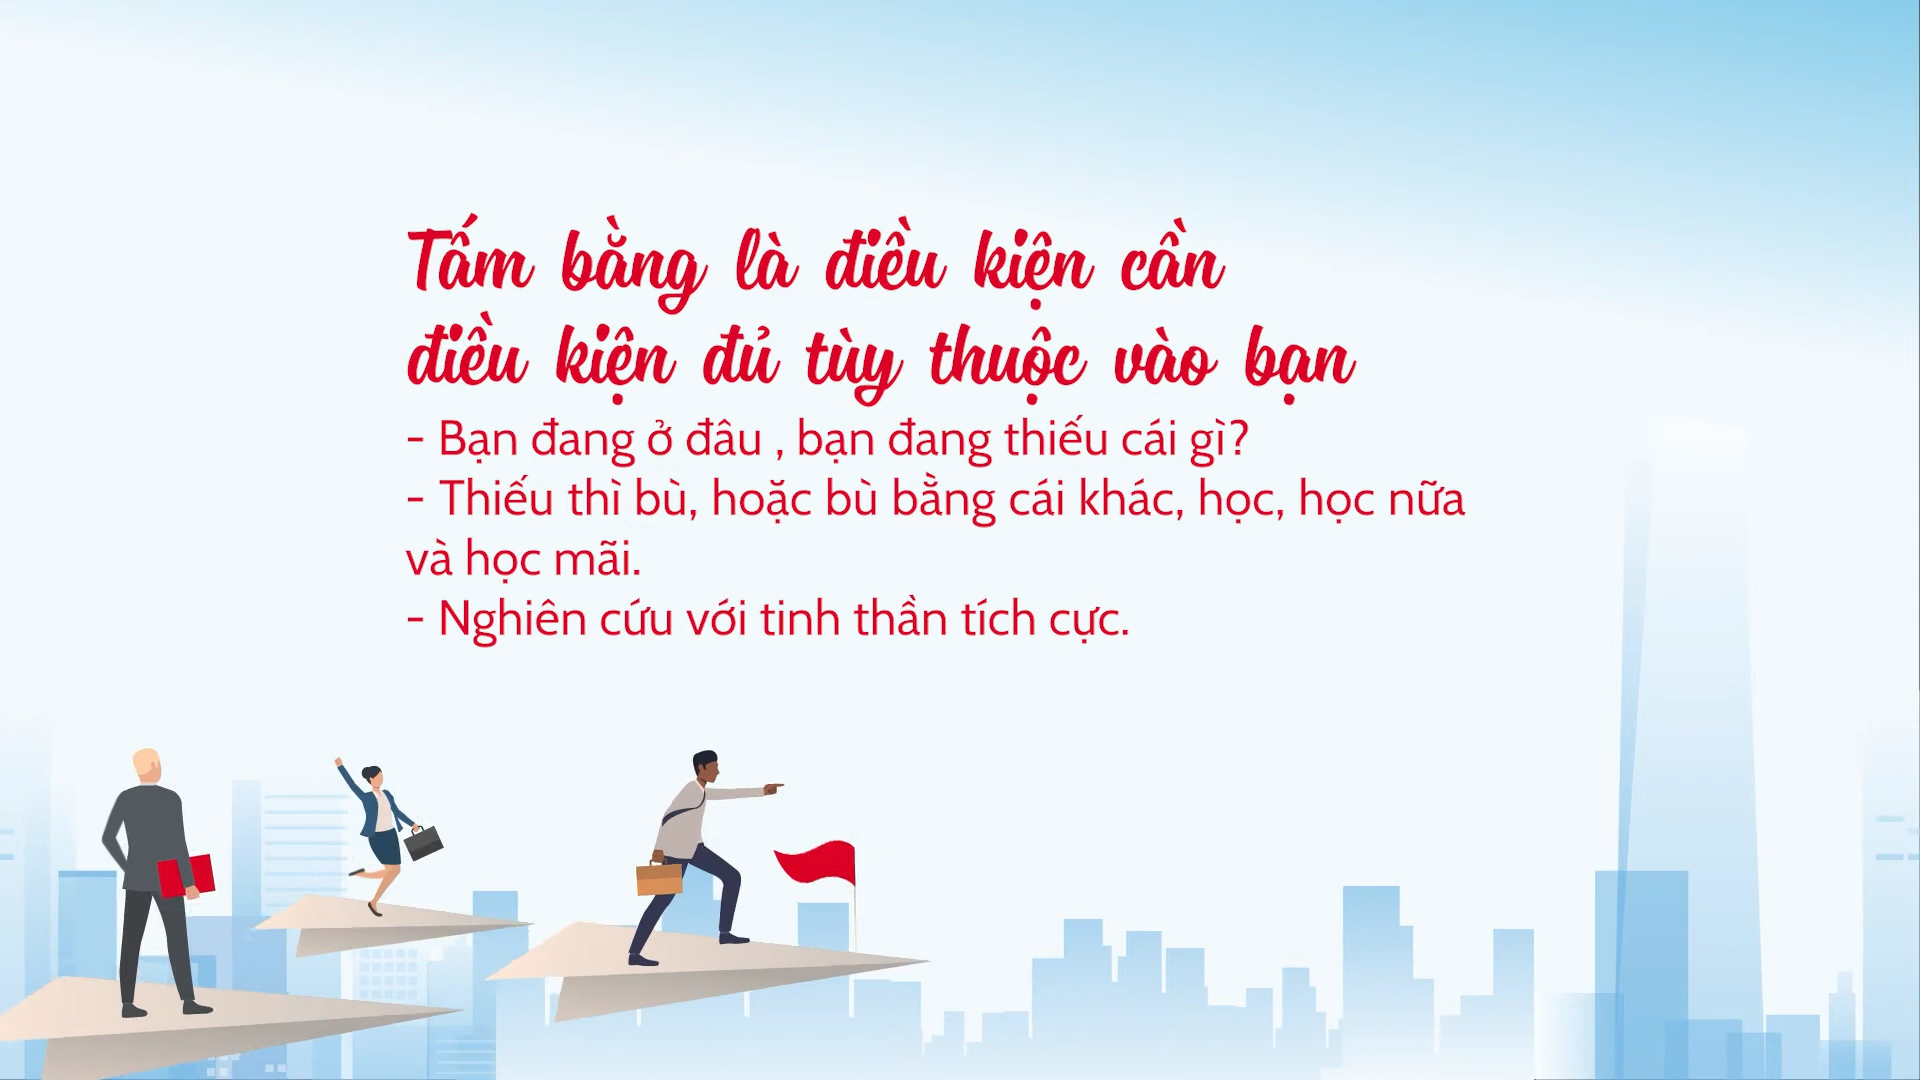 Tấm bằng là điều kiện cần
điều kiện đủ tùy thuộc vào bạn
- Bạn đang ở đâu , bạn đang thiếu cái gì?
- Thiếu thì bù, hoặc bù bằng cái khác, học, học nữa
và học mãi.
- Nghiên cứu với tinh thần tích cực.